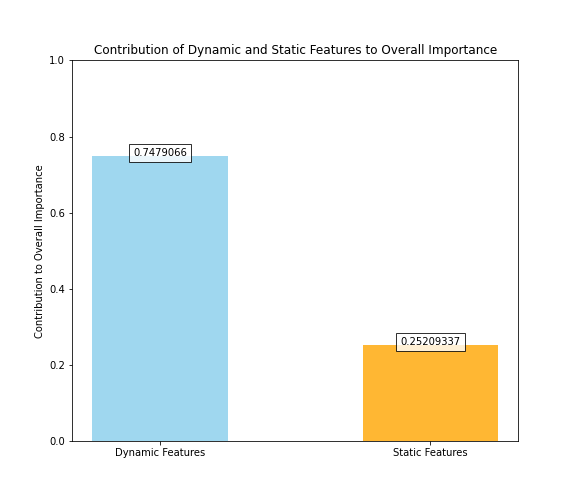 Contribution of Dynamic and Static Features to Overall Importance
Contribution to Overall Importance
1.0
0.8
0.6
0.4
0.2
0.0
0.7479066
0.25209337
Dynamic Features
Static Features